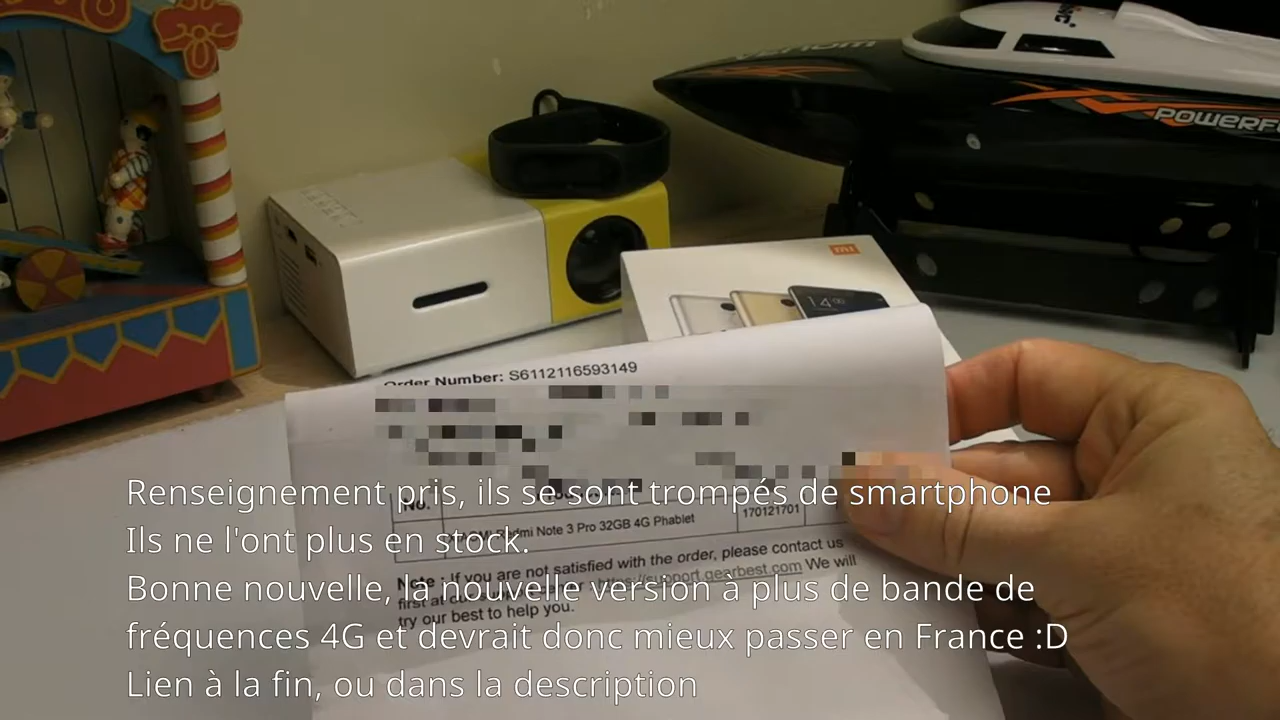 VENOM
POWERF
MI
14
Order Number: S6112116593149
No.
Redmi Note 3 Pro 32GB 4G Phablet
170121701
Note : If you are not satisfied with the order, please contact us
first at our https://support.gearbest.com We will
try our best to help you.
Renseignement pris, ils se sont trompés de smartphone
Ils ne l'ont plus en stock.
Bonne nouvelle, la nouvelle version à plus de bande de
fréquences 4G et devrait donc mieux passer en France :D
Lien à la fin, ou dans la description